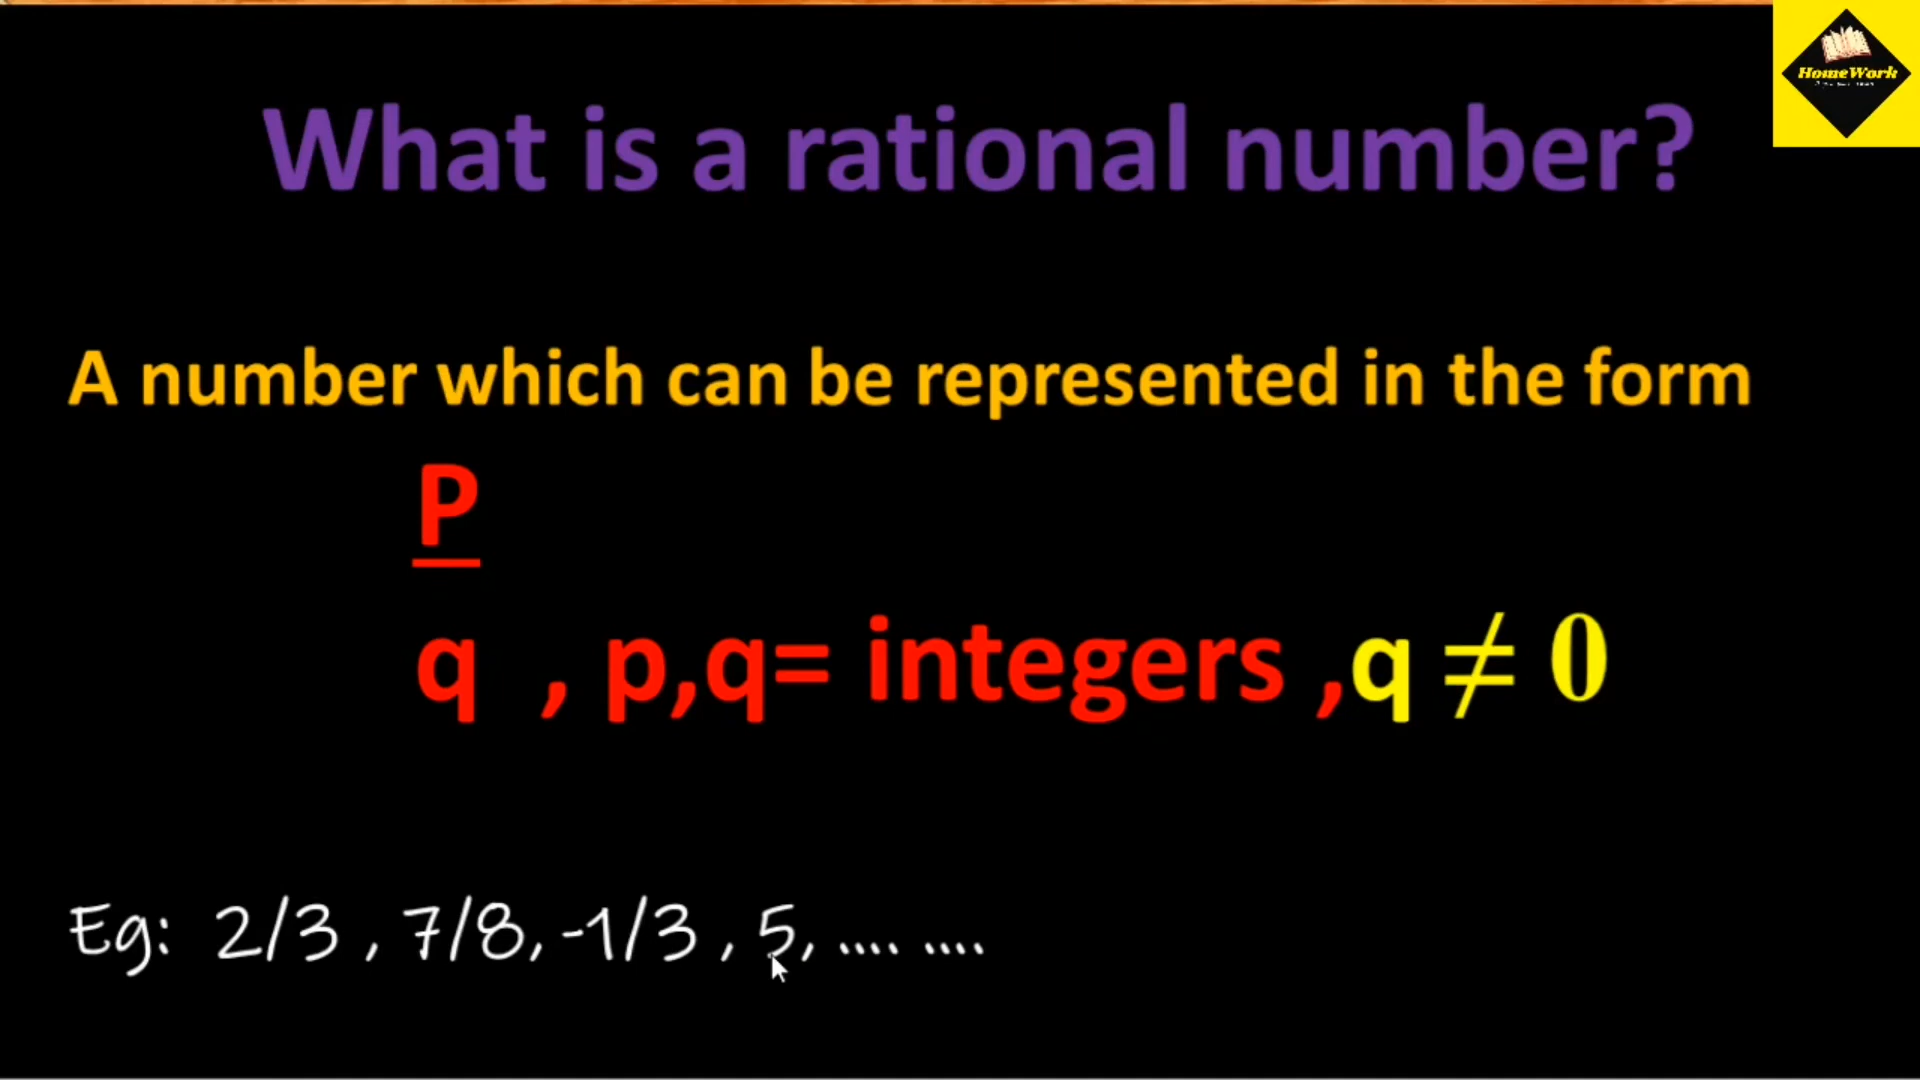 HomeWork
What is a rational number?
A number which can be represented in the form
P
q , p,q= integers ,q ≠ 0
Eg: 2/3 , 7/8, -1/3 , 5, .... ....